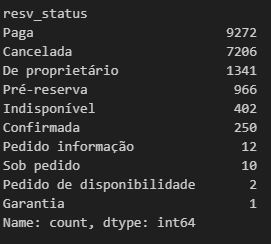 resv_status
Paga 9272
Cancelada 7206
De proprietário 1341
Pré-reserva 966
Indisponível 402
Confirmada 250
Pedido informação 12
Sob pedido 10
Pedido de disponibilidade 2
Garantia 1
Name: count, dtype: int64